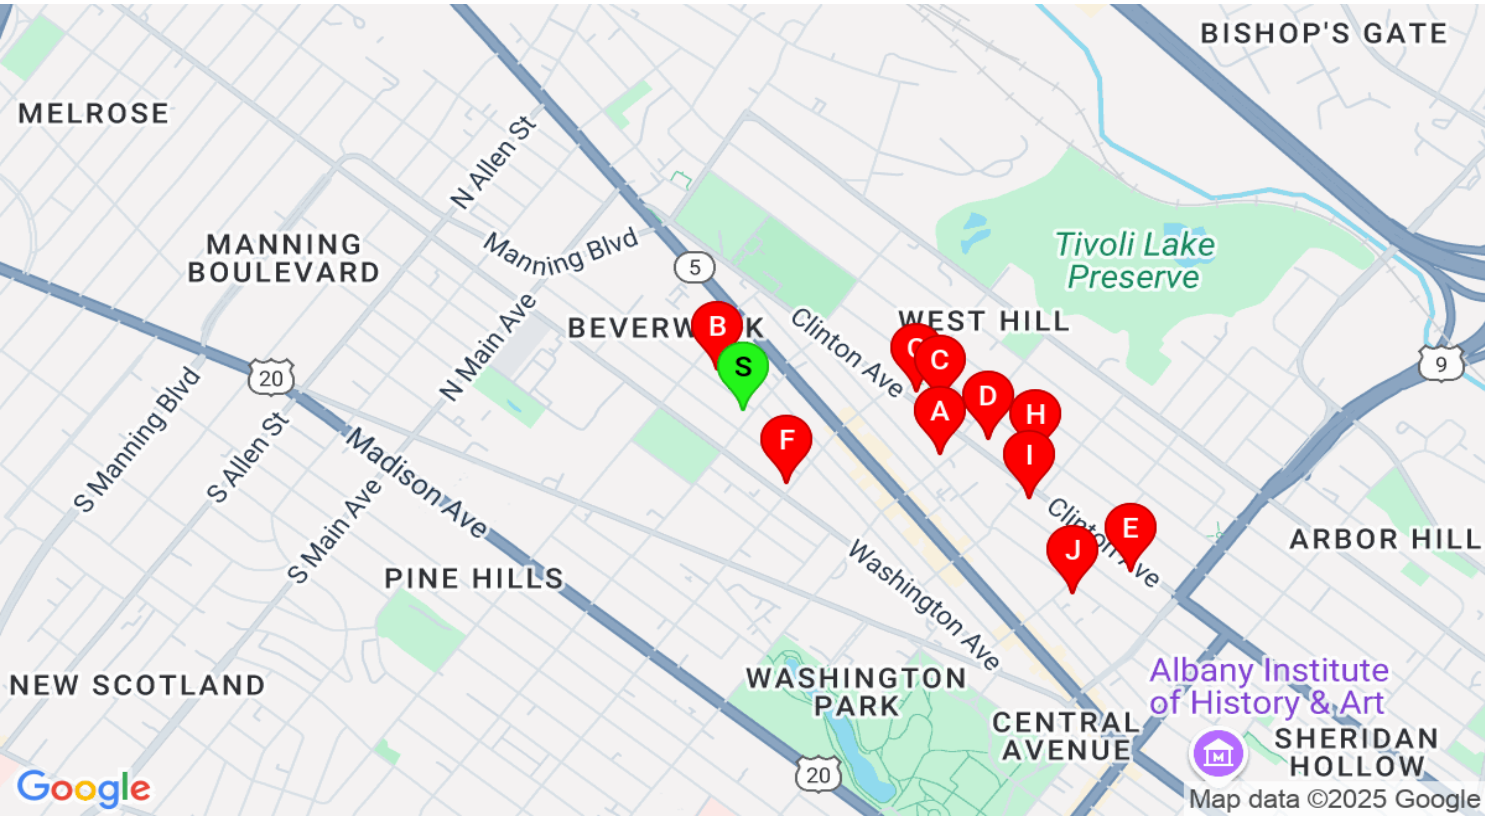 BISHOP'S GATE
MELROSE
N Allen St
MANNING
BOULEVARD
Manning Blvd
5
Tivoli Lake
Preserve
BEVERW K
B
S
Clinton Ave
WEST HILL
C
A
D
H
I
F
9
20
N Main Ave
S Manning Blvd
S Allen St
Madison Ave
S Main Ave
Clinton Ave
E
J
ARBOR HILL
Washington Ave
PINE HILLS
NEW SCOTLAND
WASHINGTON
PARK
Albany Institute
of History & Art
CENTRAL
AVENUE
SHERIDAN
HOLLOW
20
Google
Map data ©2025 Google